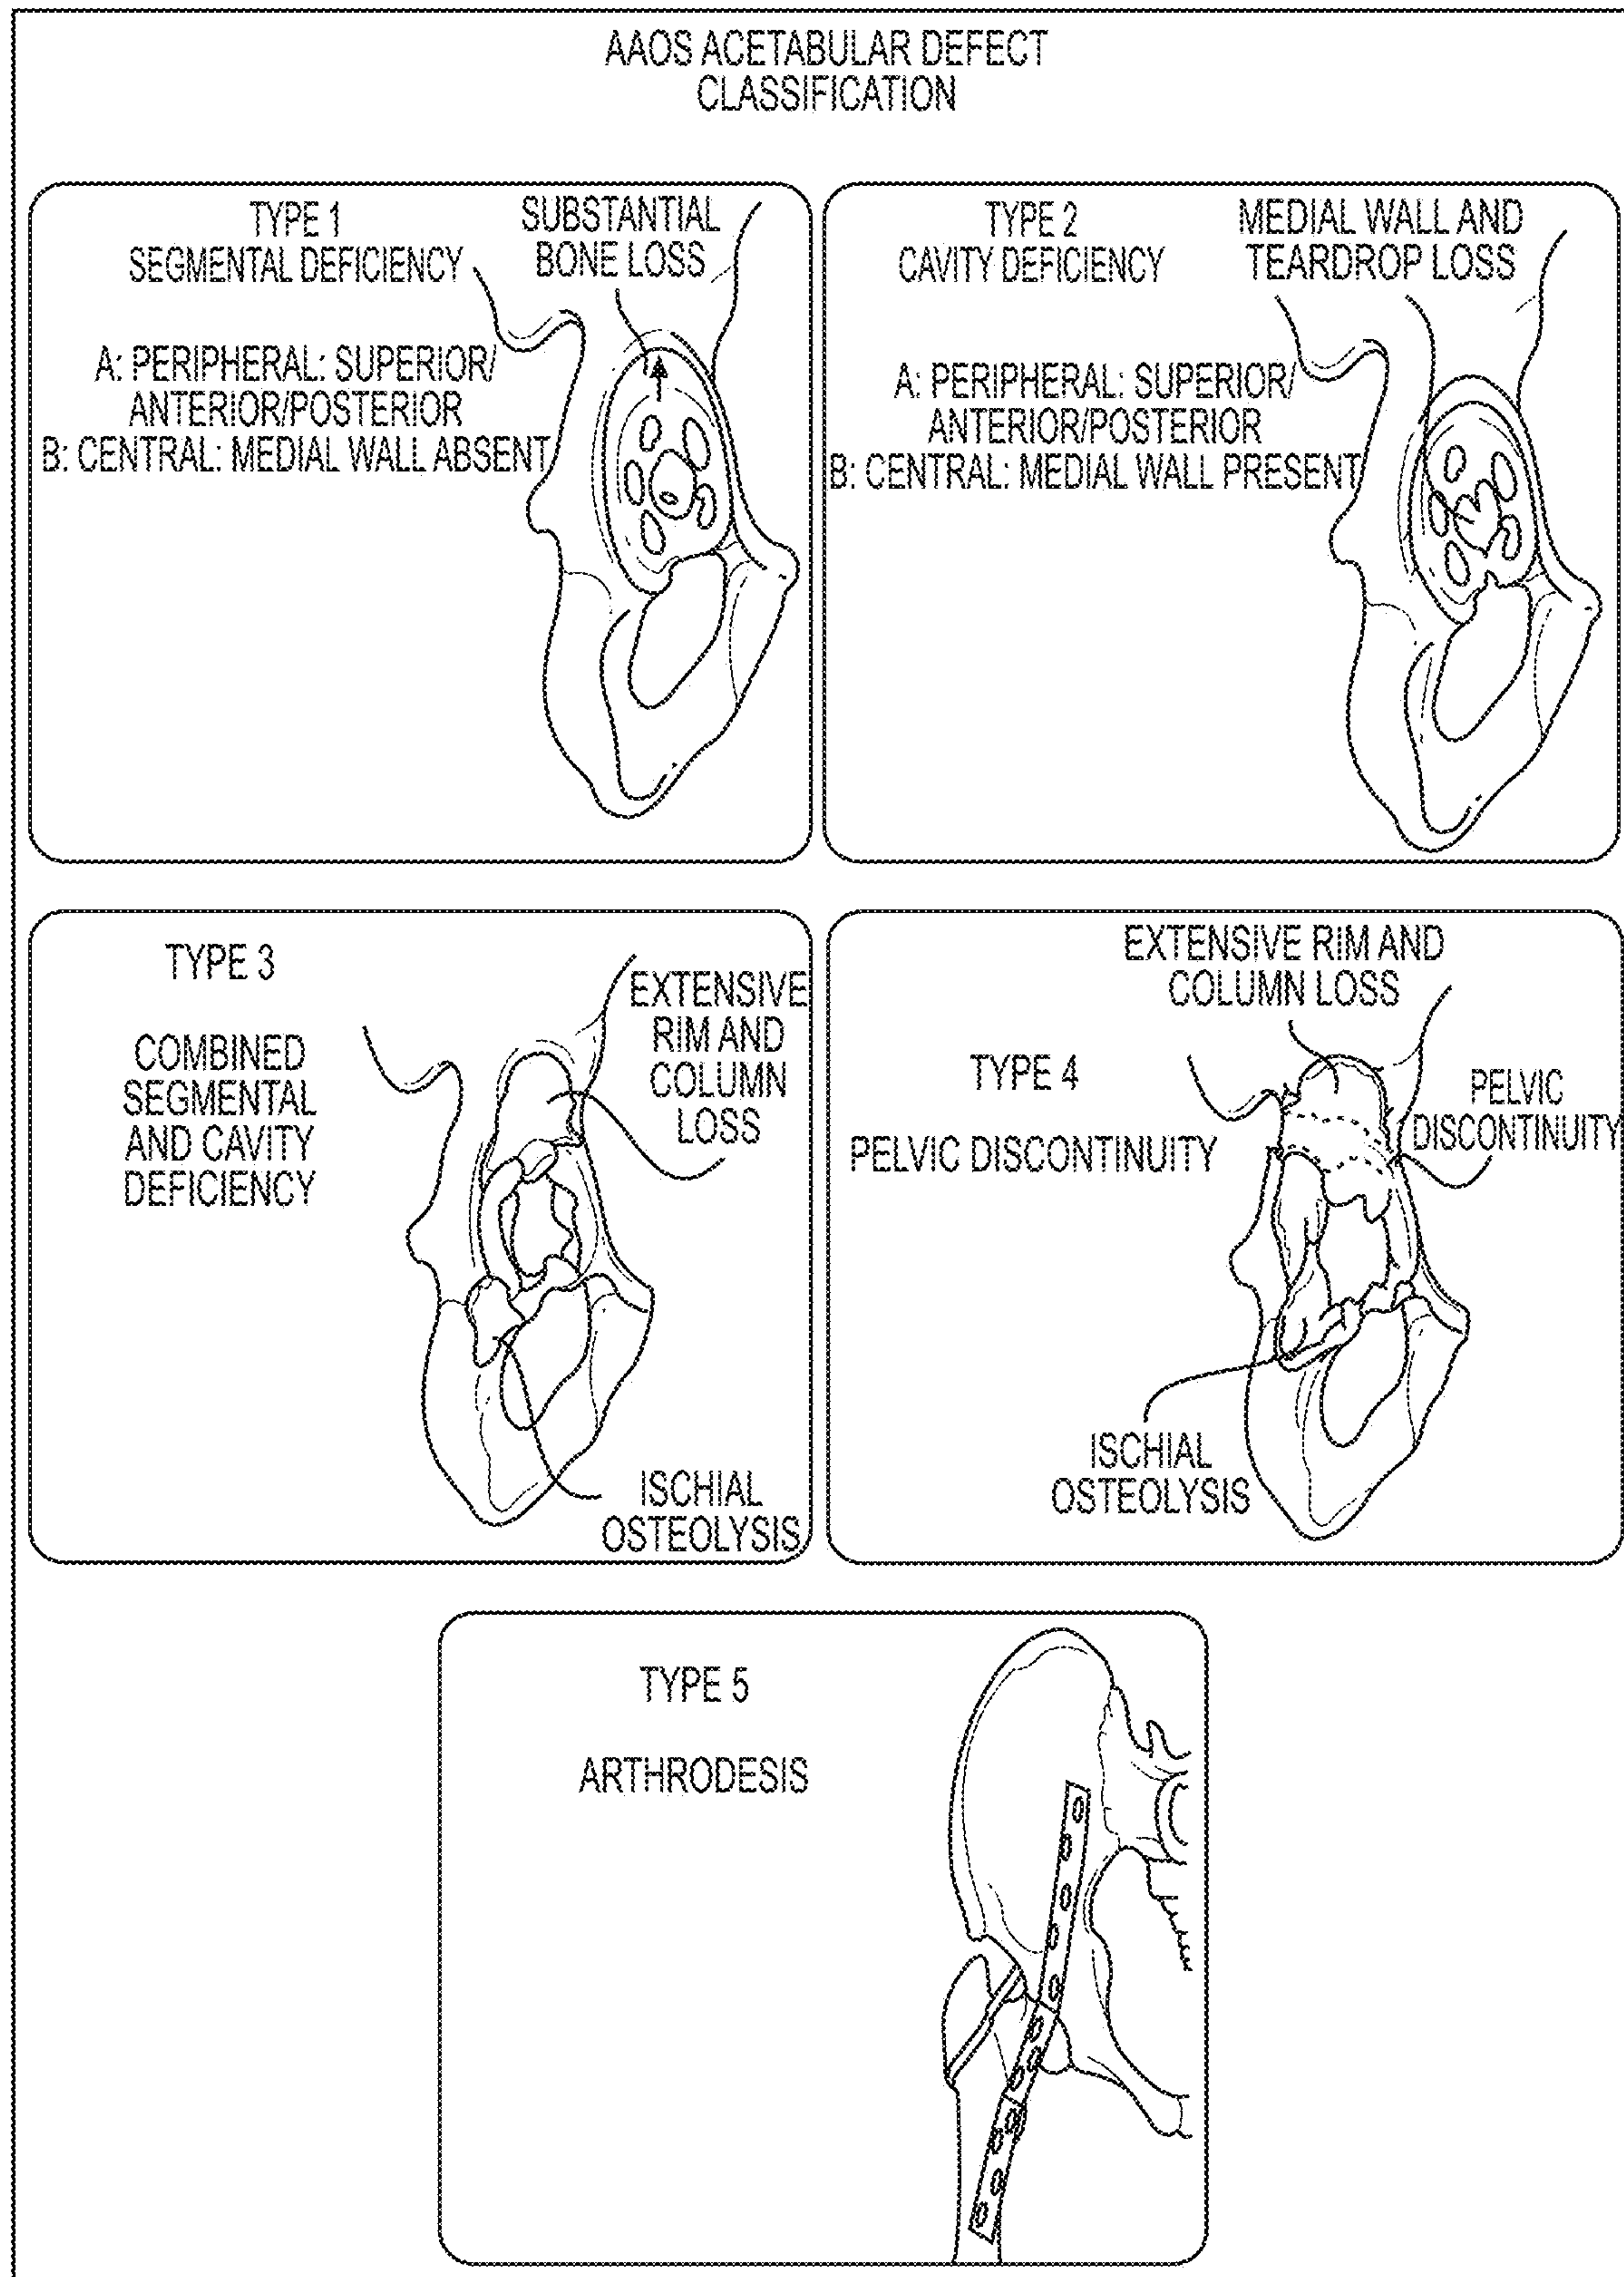 AAOS ACETABULAR DEFECT
CLASSIFICATION
TYPE 1
SEGMENTAL DEFICIENCY
SUBSTANTIAL
BONE LOSS
A: PERIPHERAL: SUPERIOR/
ANTERIOR/POSTERIOR
B: CENTRAL: MEDIAL WALL ABSENT
TYPE 2
CAVITY DEFICIENCY
MEDIAL WALL AND
TEARDROP LOSS
A: PERIPHERAL: SUPERIOR/
ANTERIOR/POSTERIOR
B: CENTRAL: MEDIAL WALL PRESENT
TYPE 3
COMBINED
SEGMENTAL
AND CAVITY
DEFICIENCY
EXTENSIVE
RIM AND
COLUMN
LOSS
ISCHIAL
OSTEOLYSIS
EXTENSIVE RIM AND
COLUMN LOSS
TYPE 4
PELVIC DISCONTINUITY
PELVIC
DISCONTINUITY
ISCHIAL
OSTEOLYSIS
TYPE 5
ARTHRODESIS